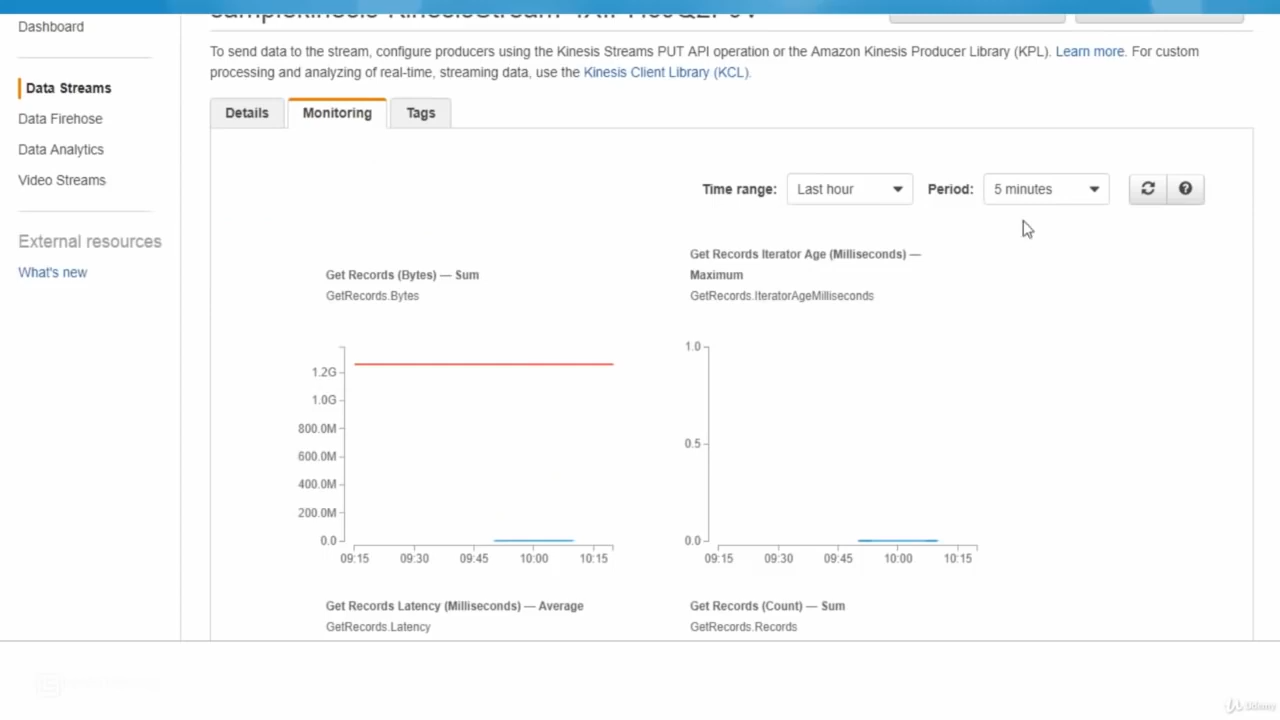 Dashboard
To send data to the stream, configure producers using the Kinesis Streams PUT API operation or the Amazon Kinesis Producer Library (KPL). Learn more. For custom
processing and analyzing of real-time, streaming data, use the Kinesis Client Library (KCL).
Data Streams
Data Firehose
Data Analytics
Video Streams
External resources
What's new
Details
Monitoring
Tags
Time range:
Last hour
Period:
5 minutes
Get Records (Bytes) — Sum
GetRecords.Bytes
1.2G
1.0G
800.0M
600.0M
400.0M
200.0M
0.0
09:15 09:30 09:45 10:00 10:15
Get Records Iterator Age (Milliseconds) —
Maximum
GetRecords.IteratorAgeMilliseconds
1.0
0.5
0.0
09:15 09:30 09:45 10:00 10:15
Get Records Latency (Milliseconds) — Average
GetRecords.Latency
Get Records (Count) — Sum
GetRecords.Records
Udemy